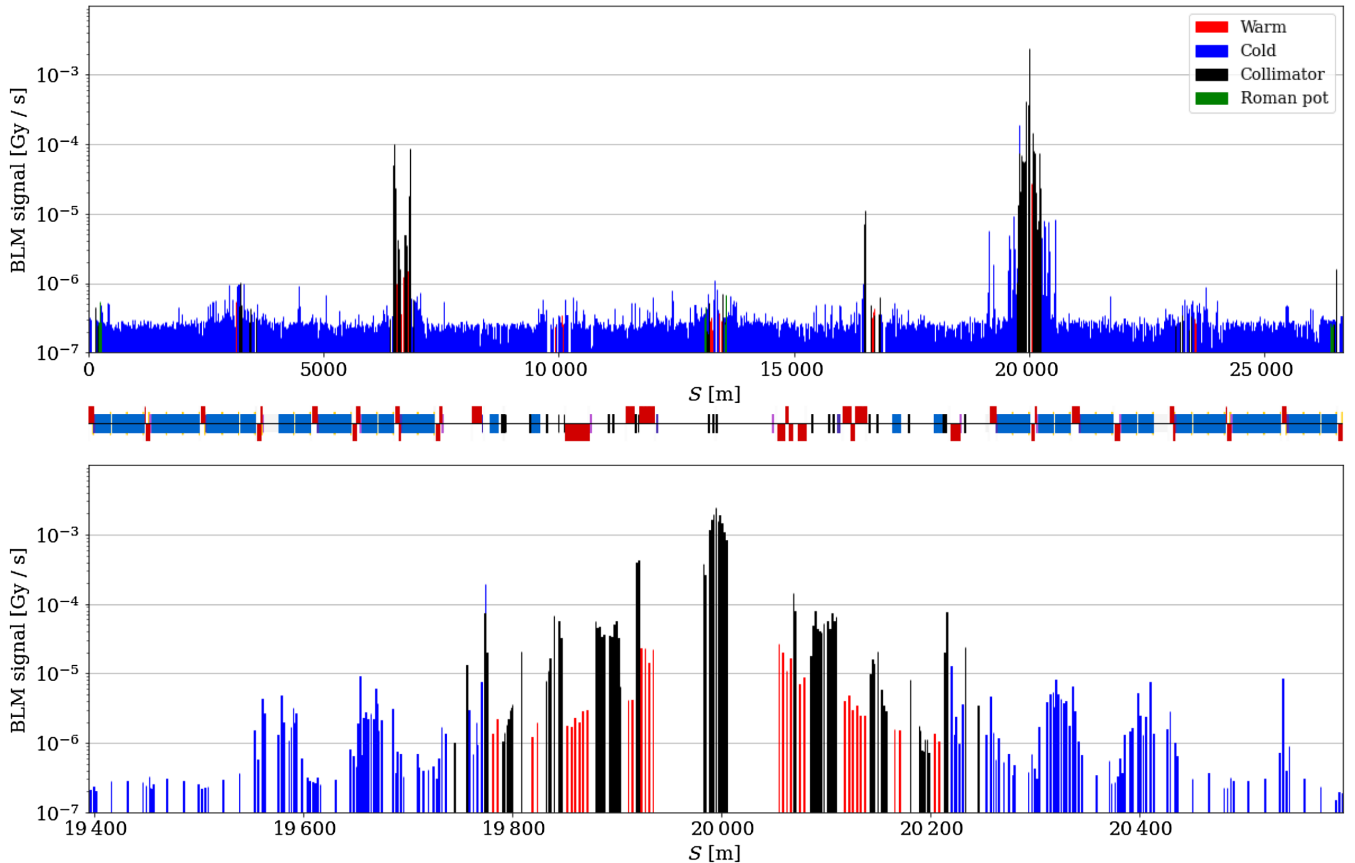 BLM signal [Gy / s]
10⁻³
10⁻⁴
10⁻⁵
10⁻⁶
10⁻⁷
Warm
Cold
Collimator
Roman pot
0 5000 10 000 15 000 20 000 25 000
S [m]
BLM signal [Gy / s]
10⁻³
10⁻⁴
10⁻⁵
10⁻⁶
10⁻⁷
19 400 19 600 19 800 20 000 20 200 20 400
S [m]